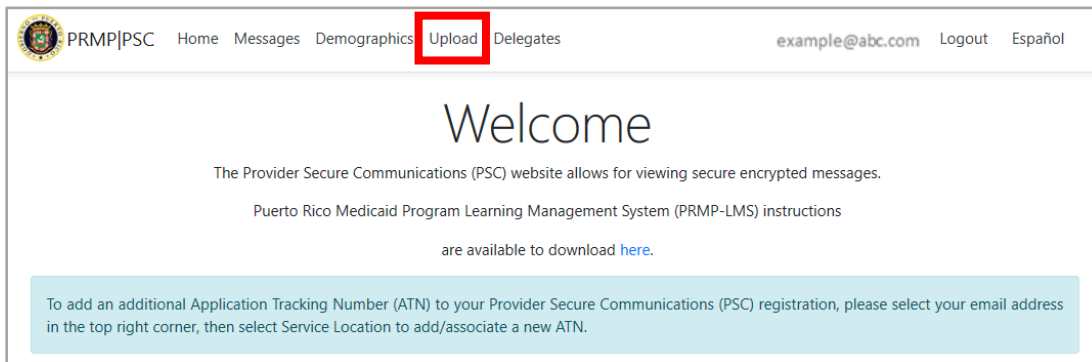 PRMP|PSC Home Messages Demographics Upload Delegates example@abc.com Logout Español
Welcome
The Provider Secure Communications (PSC) website allows for viewing secure encrypted messages.
Puerto Rico Medicaid Program Learning Management System (PRMP-LMS) instructions
are available to download here.
To add an additional Application Tracking Number (ATN) to your Provider Secure Communications (PSC) registration, please select your email address
in the top right corner, then select Service Location to add/associate a new ATN.